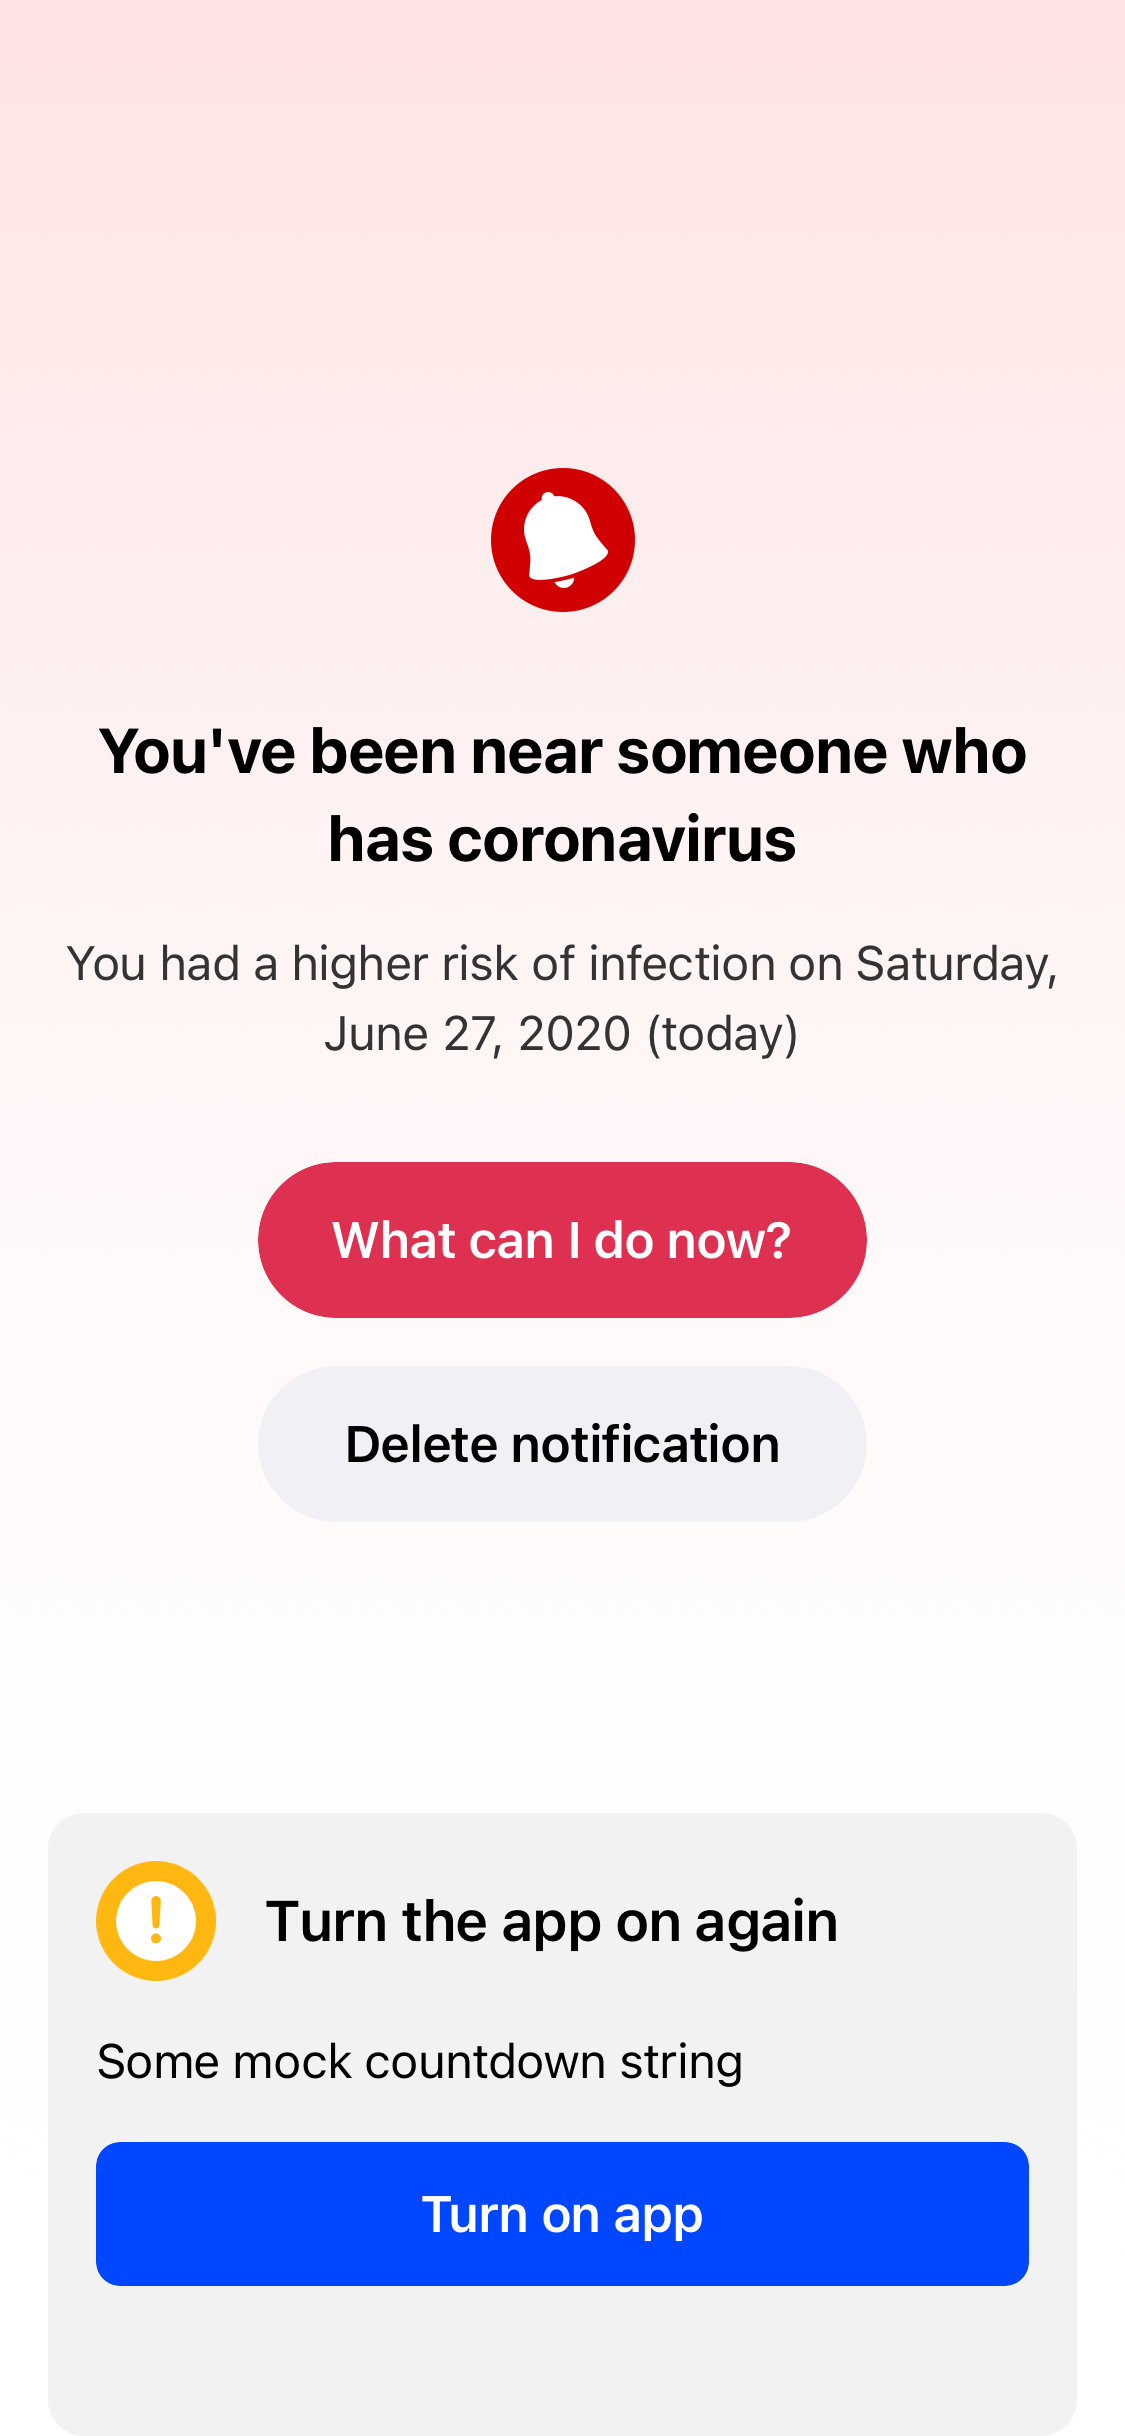 You've been near someone who
has coronavirus
You had a higher risk of infection on Saturday,
June 27, 2020 (today)
What can I do now?
Delete notification
Turn the app on again
Some mock countdown string
Turn on app